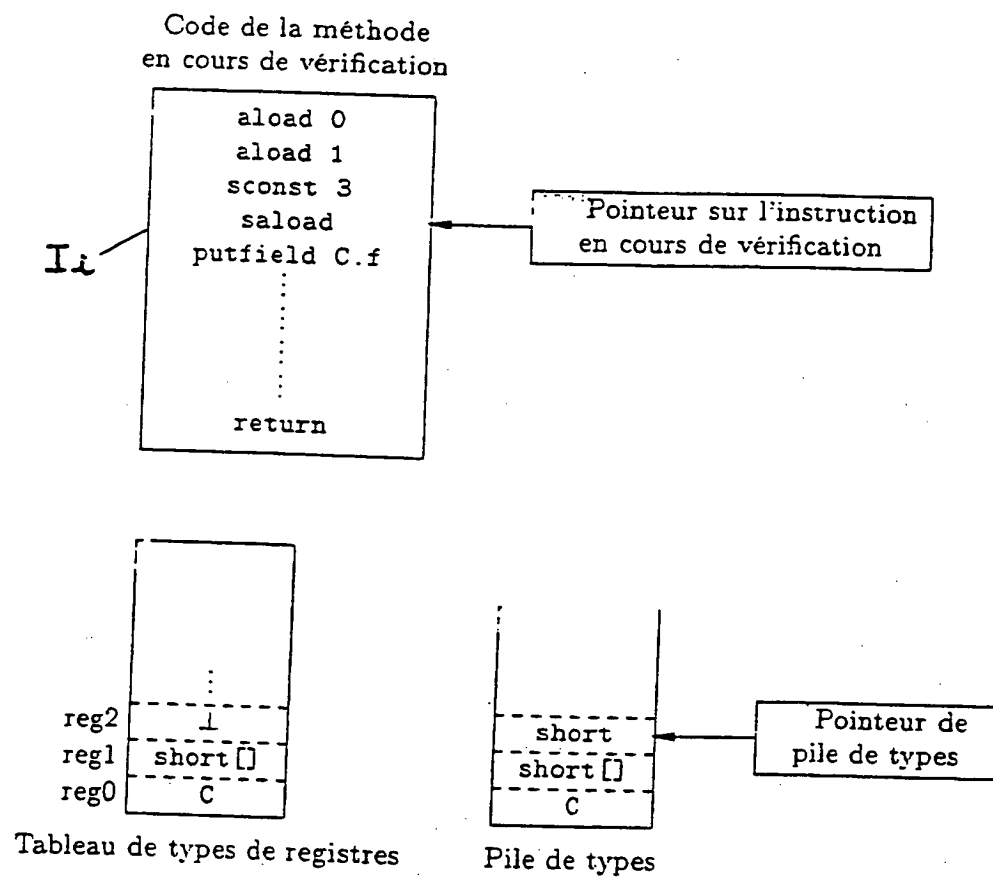 Code de la méthode
en cours de vérification
aload 0
aload 1
sconst 3
saload
putfield C.f
return
Ii
Pointeur sur l'instruction
en cours de vérification
reg2
⊥
reg1
short[]
reg0
C
Tableau de types de registres
short
short[]
C
Pile de types
Pointeur de
pile de types